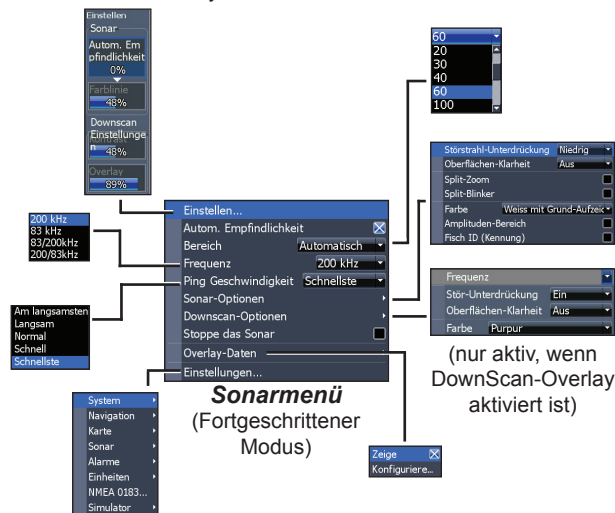 Einstellen
Sonar
Autom. Em
pfindlichkeit
0%
Farblinie
48%
Downscan
Einstellunge
n
Kontrast
48%
Overlay
89%
60
20
30
40
60
100
Störstrahl-Unterdrückung Niedrig
Oberflächen-Klarheit Aus
Split-Zoom
Split-Blinker
Farbe Weiss mit Grund-Aufzeic
Amplituden-Bereich
Fisch ID (Kennung)
200 kHz
83 kHz
83/200kHz
200/83kHz
Einstellen...
Autom. Empfindlichkeit
Bereich Automatisch
Frequenz 200 kHz
Ping Geschwindigkeit Schnellste
Sonar-Optionen
Downscan-Optionen
Stoppe das Sonar
Overlay-Daten
Einstellungen...
Frequenz
Stör-Unterdrückung Ein
Oberflächen-Klarheit Aus
Farbe Purpur
(nur aktiv, wenn
DownScan-Overlay
aktiviert ist)
Am langsamsten
Langsam
Normal
Schnell
Schnellste
Sonarmenü
(Fortgeschrittener
Modus)
System
Navigation
Karte
Sonar
Alarme
Einheiten
NMEA 0183...
Simulator
Zeige
Konfiguriere...